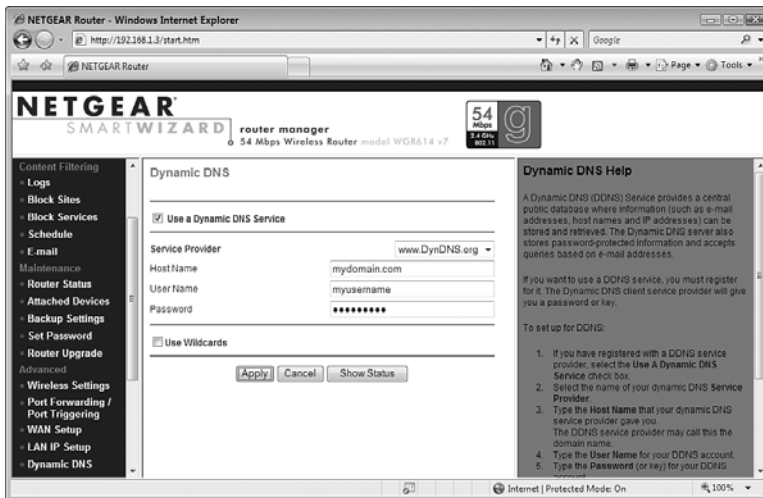 NETGEAR Router - Windows Internet Explorer
http://192.168.1.3/start.htm
Google
NETGEAR Router
Page
Tools
NETGEAR
SMARTWIZARD
router manager
54 Mbps Wireless Router model WGR614 v7
54
Mbps
2.4 GHz
802.11
g
Content Filtering
Logs
Block Sites
Block Services
Schedule
E-mail
Maintenance
Router Status
Attached Devices
Backup Settings
Set Password
Router Upgrade
Advanced
Wireless Settings
Port Forwarding /
Port Triggering
WAN Setup
LAN IP Setup
Dynamic DNS
Dynamic DNS
Use a Dynamic DNS Service
Service Provider
www.DynDNS.org
Host Name
mydomain.com
User Name
myusername
Password
•••••••••
Use Wildcards
Apply
Cancel
Show Status
Dynamic DNS Help
A Dynamic DNS (DDNS) Service provides a central
public database where information (such as e-mail
addresses, host names and IP addresses) can be
stored and retrieved. The Dynamic DNS server also
stores password-protected information and accepts
queries based on e-mail addresses.
If you want to use a DDNS service, you must register
for it. The Dynamic DNS client service provider will give
you a password or key.
To set up for DDNS:
1. If you have registered with a DDNS service
provider, select the Use A Dynamic DNS
Service check box.
2. Select the name of your dynamic DNS Service
Provider.
3. Type the Host Name that your dynamic DNS
service provider gave you.
The DDNS service provider may call this the
domain name.
4. Type the User Name for your DDNS account.
5. Type the Password (or key) for your DDNS
account.
Internet | Protected Mode: On
100%